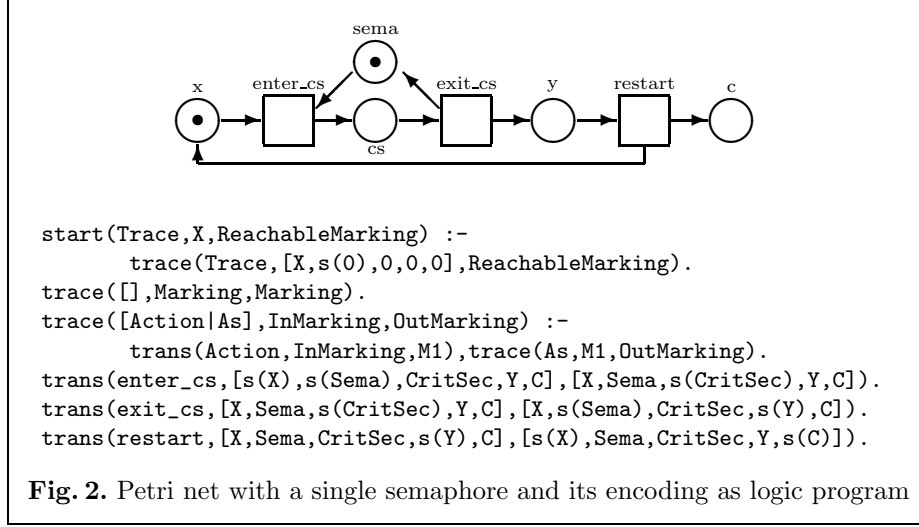 sema
x enter_cs exit_cs y restart c
cs
start(Trace,X,ReachableMarking) :-
trace(Trace,[X,s(0),0,0,0],ReachableMarking).
trace([],Marking,Marking).
trace([Action|As],InMarking,OutMarking) :-
trans(Action,InMarking,M1),trace(As,M1,OutMarking).
trans(enter_cs,[s(X),s(Sema),CritSec,Y,C],[X,Sema,s(CritSec),Y,C]).
trans(exit_cs,[X,Sema,s(CritSec),Y,C],[X,s(Sema),CritSec,s(Y),C]).
trans(restart,[X,Sema,CritSec,s(Y),C],[s(X),Sema,CritSec,Y,s(C)]).
Fig. 2. Petri net with a single semaphore and its encoding as logic program